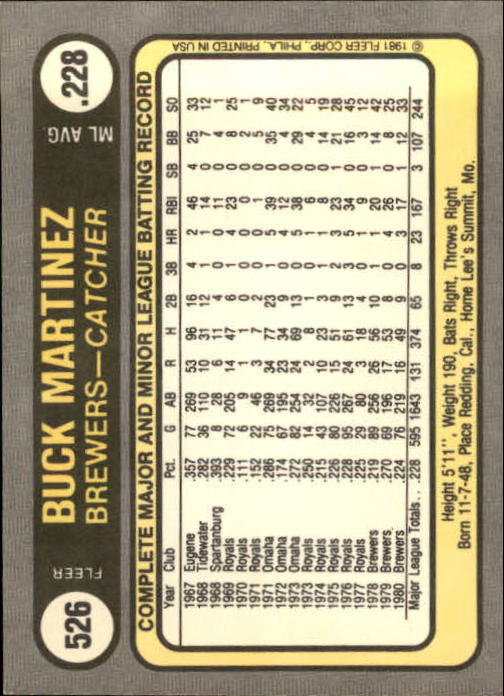 526
FLEER
BUCK MARTINEZ
BREWERS—CATCHER
ML AVG.
.228
COMPLETE MAJOR AND MINOR LEAGUE BATTING RECORD
Year Club Pct. G AB R H 2B 3B HR RBI SB BB SO
1967 Eugene .357 77 269 53 96 16 4 2 46 4 25 33
1968 Tidewater .282 36 110 10 31 12 0 1 14 0 7 12
1968 Spartanburg .393 8 28 6 11 4 0 1 11 0 4 1
1969 Royals .229 72 205 14 47 6 1 4 23 0 8 25
1970 Royals .111 6 9 1 1 0 0 0 0 0 2 1
1971 Royals .152 22 46 3 7 2 0 0 1 0 5 9
1971 Omaha .286 75 269 34 77 23 1 3 39 0 35 40
1972 Omaha .174 67 195 23 34 9 0 4 12 0 4 34
1973 Omaha .272 82 254 24 69 13 1 5 38 0 29 22
1973 Royals .250 14 32 2 8 1 0 1 6 0 4 5
1974 Royals .215 43 107 10 23 3 1 1 8 0 14 19
1975 Royals .226 80 226 15 51 9 2 3 23 1 21 28
1976 Royals .228 95 267 24 61 13 3 5 34 0 16 45
1977 Royals .225 29 80 3 18 4 0 1 9 0 3 12
1978 Brewers .219 89 256 26 56 10 1 1 20 1 14 42
1979 Brewers .270 69 196 17 53 8 0 4 26 0 8 25
1980 Brewers .224 76 219 16 49 9 0 3 17 1 12 33
Major League Totals.. .228 595 1643 131 374 65 8 23 167 3 107 244
Height 5'11", Weight 190, Bats Right, Throws Right
Born 11-7-48, Place Redding, Cal., Home Lee's Summit, Mo.
© 1981 FLEER CORP., PHILA., PRINTED IN USA